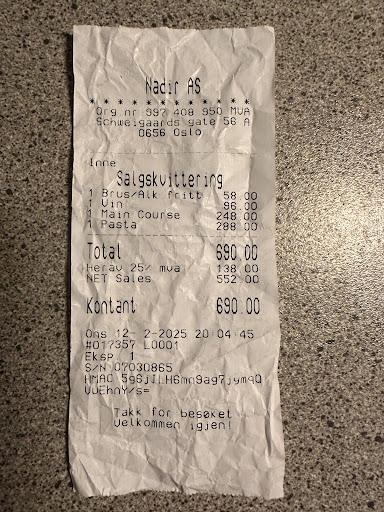 Nadir AS
* * * * * * * * * * * *
Org.nr 997 408 950 MVA
Schweigaards gate 56 A
0656 Oslo
Inne
Salgskvittering
1 Brus/Alk fritt 58.00
1 Vin 96.00
1 Main Course 248.00
1 Pasta 288.00
Total 690.00
Herav 25% mva 138.00
NET Sales 552.00
Kontant 690.00
Ons 12- 2-2025 20:04:45
#017357 L0001
Eksp. 1
S/N 07030865
Takk for besøket
Velkommen igjen!